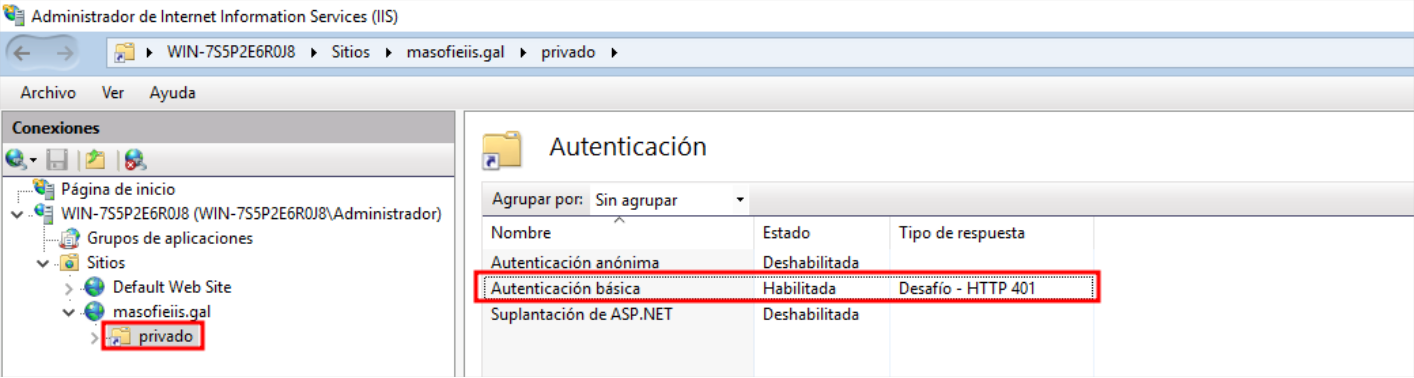 Administrador de Internet Information Services (IIS)
WIN-7S5P2E6R0J8 Sitios masofieiis.gal privado
Archivo Ver Ayuda
Conexiones
Página de inicio
WIN-7S5P2E6R0J8 (WIN-7S5P2E6R0J8\Administrador)
Grupos de aplicaciones
Sitios
Default Web Site
masofieiis.gal
privado
Autenticación
Agrupar por: Sin agrupar
Nombre Estado Tipo de respuesta
Autenticación anónima Deshabilitada
Autenticación básica Habilitada Desafío - HTTP 401
Suplantación de ASP.NET Deshabilitada